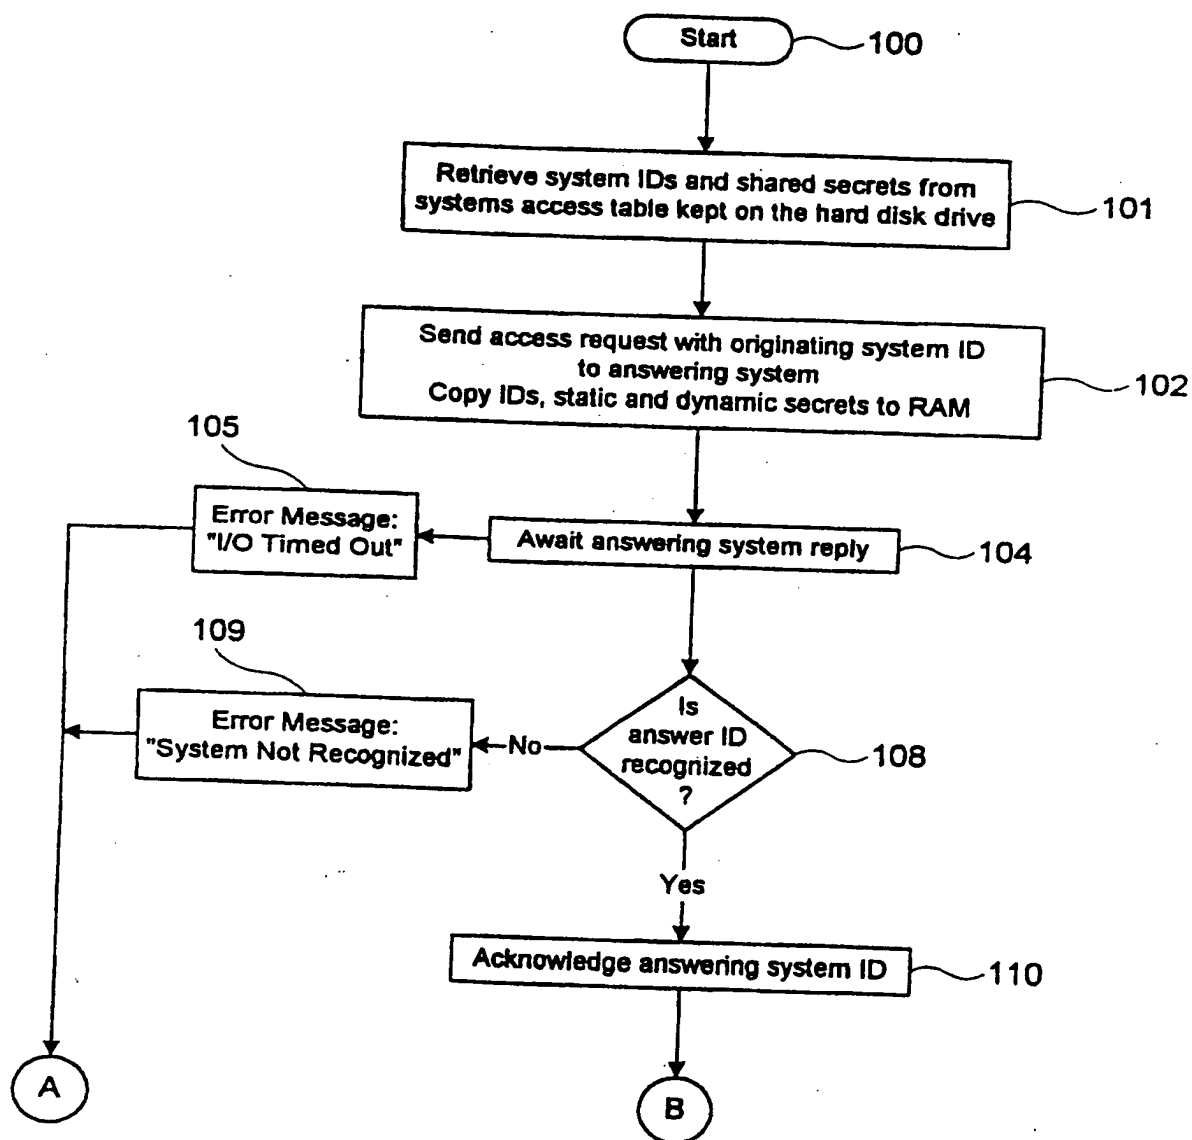 Start
100
Retrieve system IDs and shared secrets from
systems access table kept on the hard disk drive
101
Send access request with originating system ID
to answering system
Copy IDs, static and dynamic secrets to RAM
102
105
Error Message:
"I/O Timed Out"
Await answering system reply
104
109
Error Message:
"System Not Recognized"
No
Is
answer ID
recognized
?
108
Yes
Acknowledge answering system ID
110
A
B